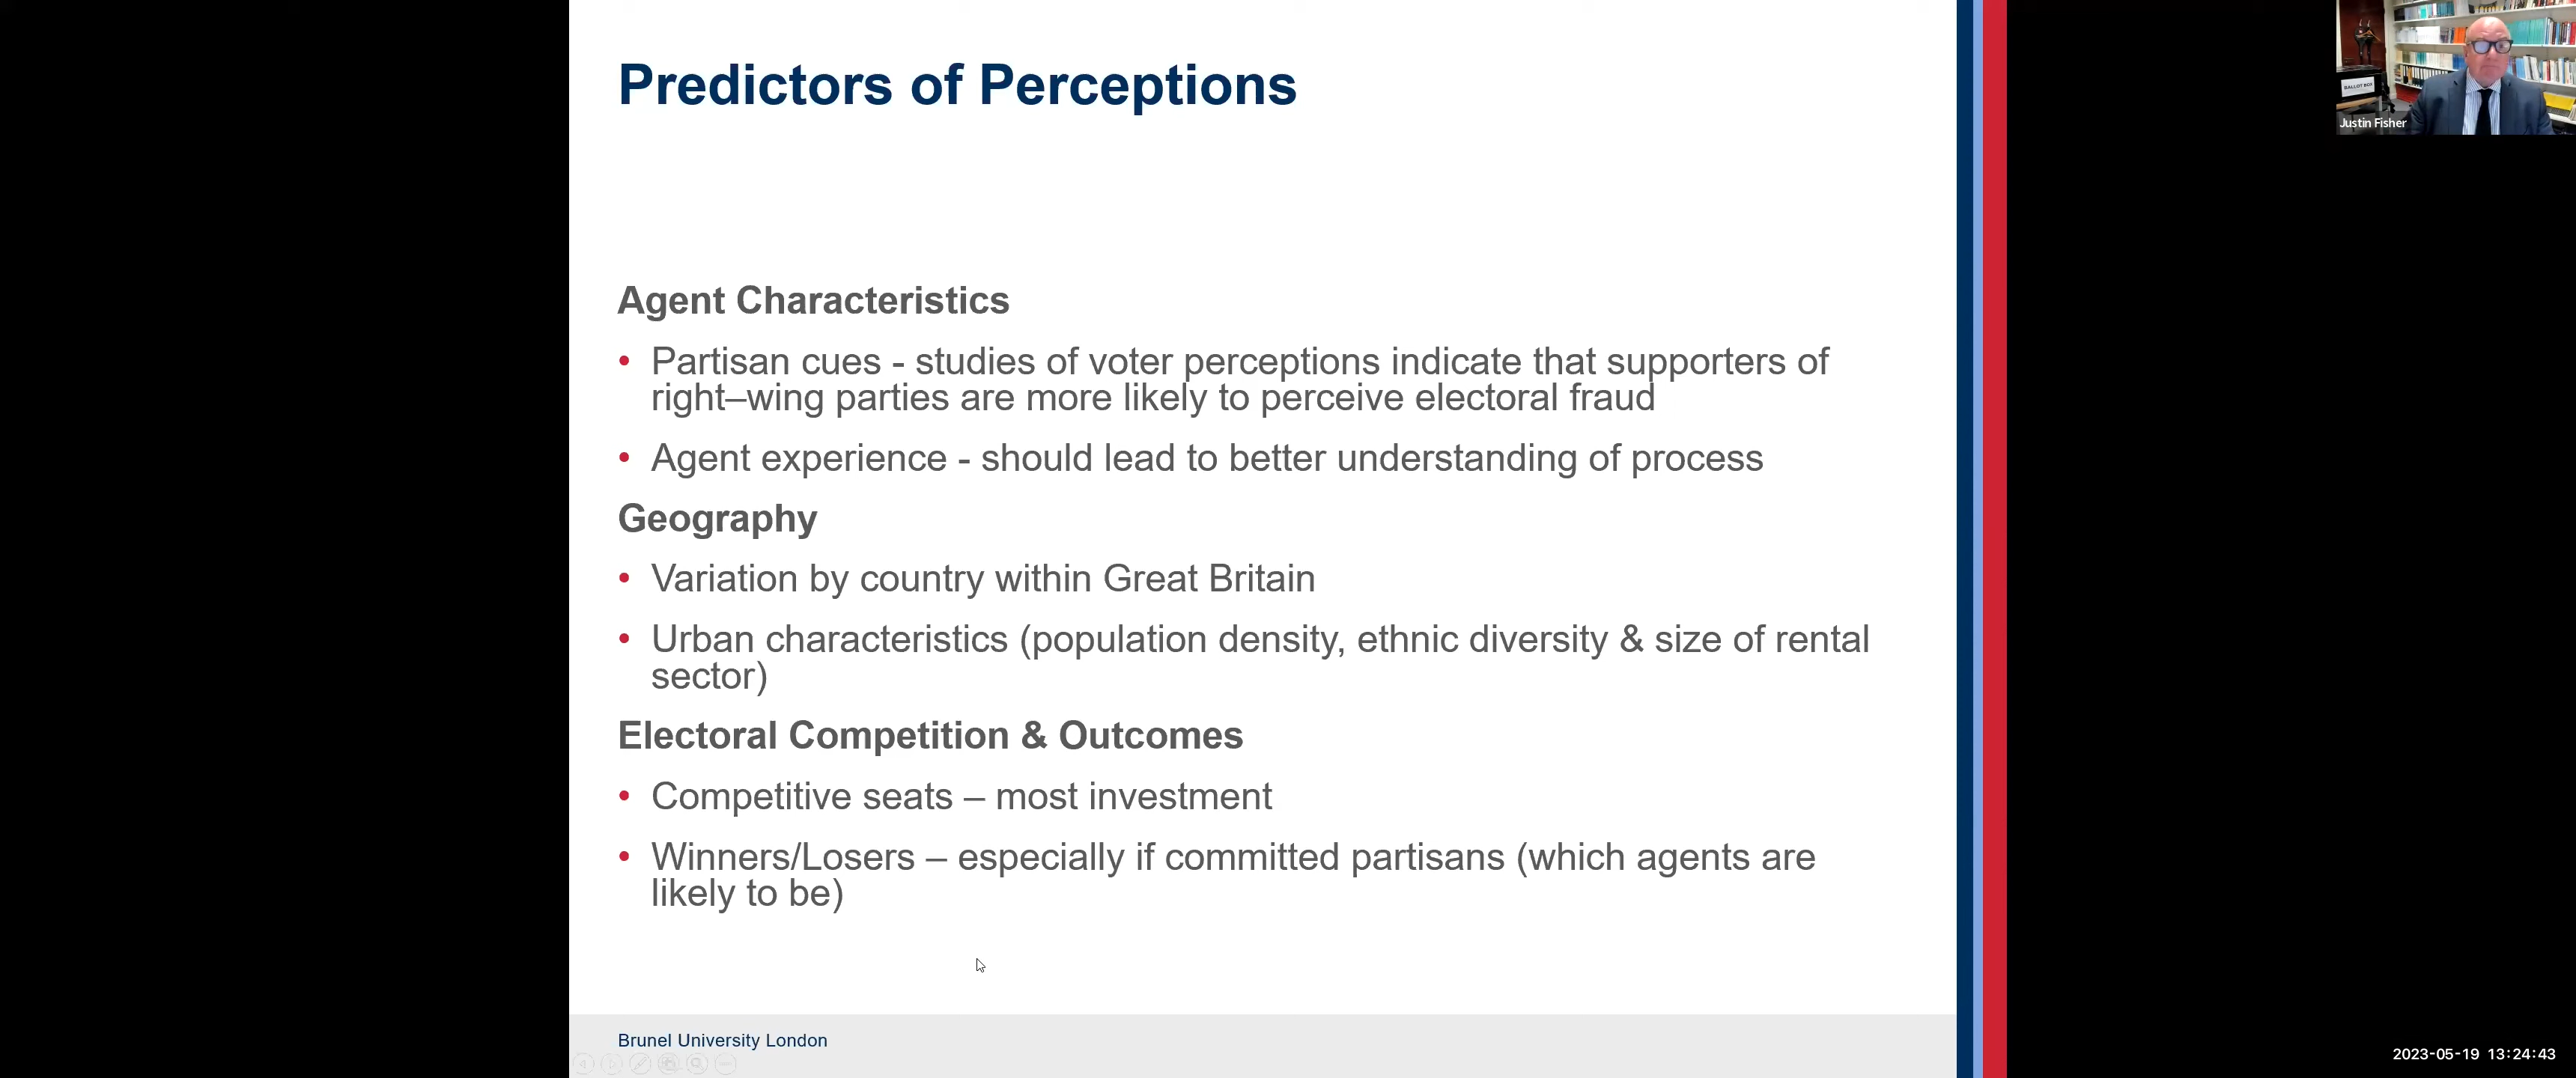 Predictors of Perceptions
Agent Characteristics
• Partisan cues - studies of voter perceptions indicate that supporters of
right–wing parties are more likely to perceive electoral fraud
• Agent experience - should lead to better understanding of process
Geography
• Variation by country within Great Britain
• Urban characteristics (population density, ethnic diversity & size of rental
sector)
Electoral Competition & Outcomes
• Competitive seats – most investment
• Winners/Losers – especially if committed partisans (which agents are
likely to be)
Brunel University London
BALLOT BOX
Justin Fisher
2023-05-19 13:24:43